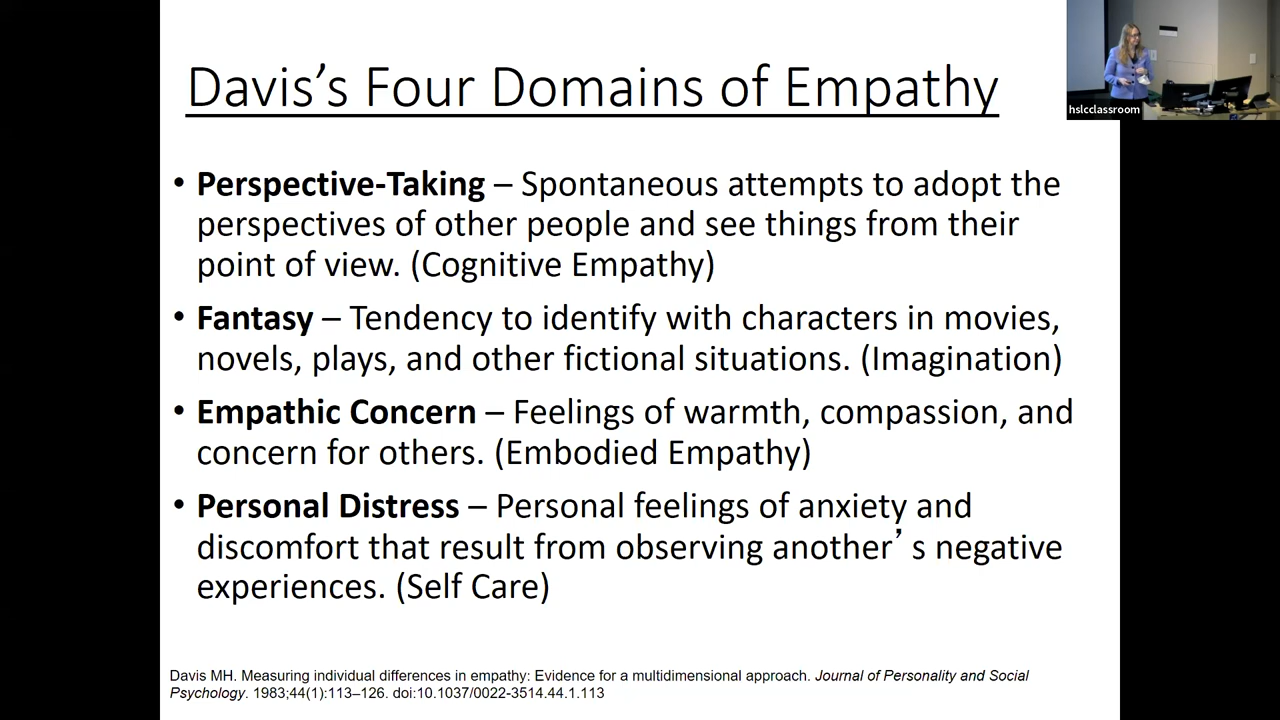 Davis’s Four Domains of Empathy
hslcclassroom
• Perspective-Taking – Spontaneous attempts to adopt the
perspectives of other people and see things from their
point of view. (Cognitive Empathy)
• Fantasy – Tendency to identify with characters in movies,
novels, plays, and other fictional situations. (Imagination)
• Empathic Concern – Feelings of warmth, compassion, and
concern for others. (Embodied Empathy)
• Personal Distress – Personal feelings of anxiety and
discomfort that result from observing another’ s negative
experiences. (Self Care)
Davis MH. Measuring individual differences in empathy: Evidence for a multidimensional approach. Journal of Personality and Social
Psychology. 1983;44(1):113–126. doi:10.1037/0022-3514.44.1.113